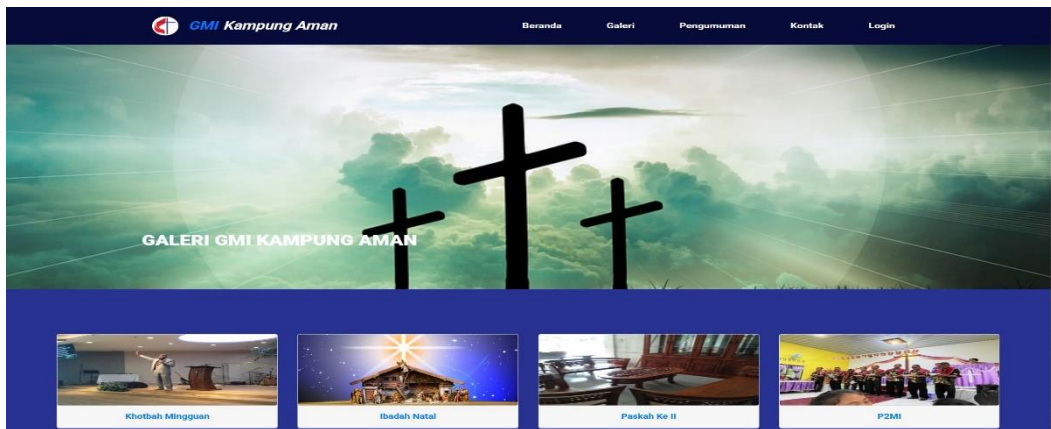 GMI Kampung Aman
Beranda Galeri Pengumuman Kontak Login
GALERI GMI KAMPUNG AMAN
Khotbah Mingguan
Ibadah Natal
Paskah Ke II
P2MI